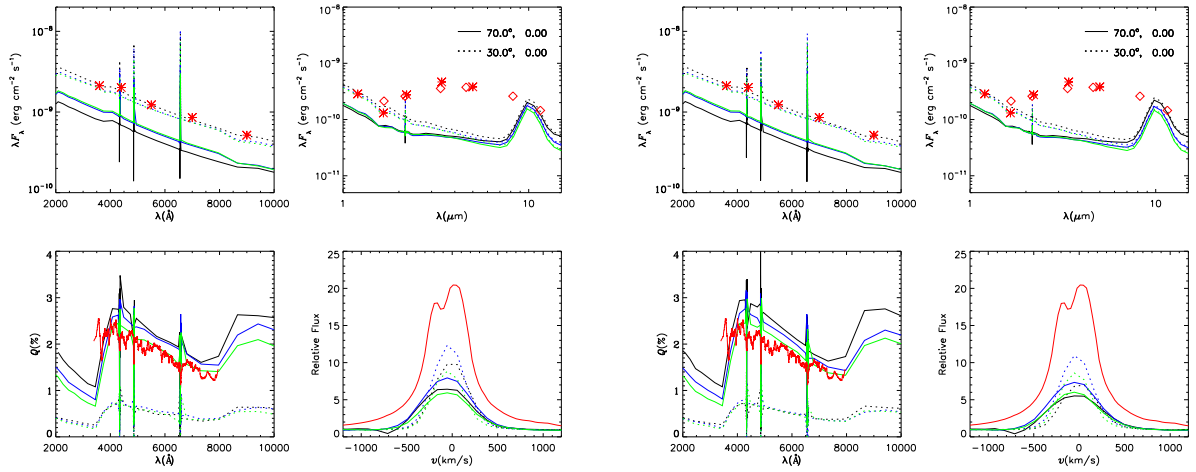 10⁻⁸
10⁻⁹
10⁻¹⁰
λF_λ (erg cm⁻² s⁻¹)
2000 4000 6000 8000 10000
λ(Å)
10⁻⁸
10⁻⁹
10⁻¹⁰
10⁻¹¹
λF_λ (erg cm⁻² s⁻¹)
70.0°, 0.00
30.0°, 0.00
1 10
λ(μm)
10⁻⁸
10⁻⁹
10⁻¹⁰
λF_λ (erg cm⁻² s⁻¹)
2000 4000 6000 8000 10000
λ(Å)
10⁻⁸
10⁻⁹
10⁻¹⁰
10⁻¹¹
λF_λ (erg cm⁻² s⁻¹)
70.0°, 0.00
30.0°, 0.00
1 10
λ(μm)
4
3
2
1
0
Q(%)
2000 4000 6000 8000 10000
λ(Å)
25
20
15
10
5
0
Relative Flux
−1000 −500 0 500 1000
v(km/s)
4
3
2
1
0
Q(%)
2000 4000 6000 8000 10000
λ(Å)
25
20
15
10
5
0
Relative Flux
−1000 −500 0 500 1000
v(km/s)